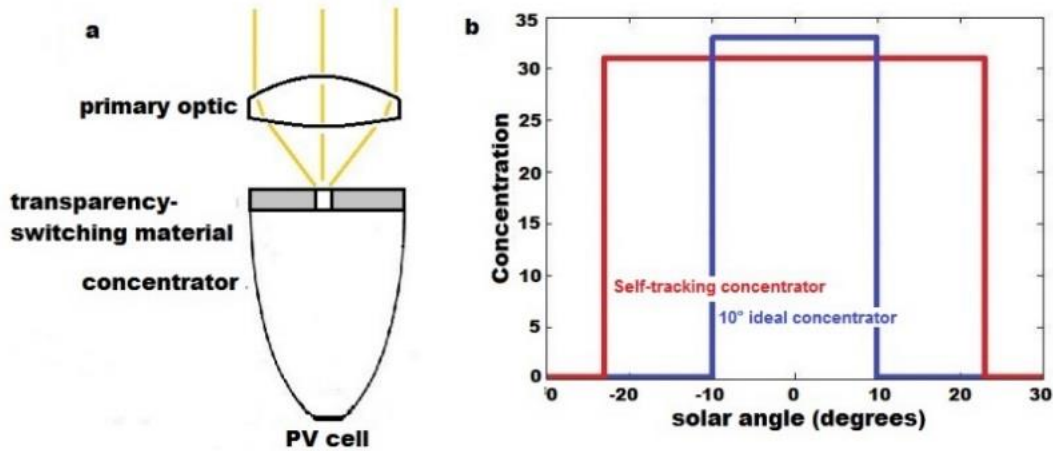 a
primary optic
transparency-
switching material
concentrator
PV cell
b
35
30
25
20
15
10
5
0
Concentration
Self-tracking concentrator
10° ideal concentrator
-20
-10
0
10
20
30
solar angle (degrees)